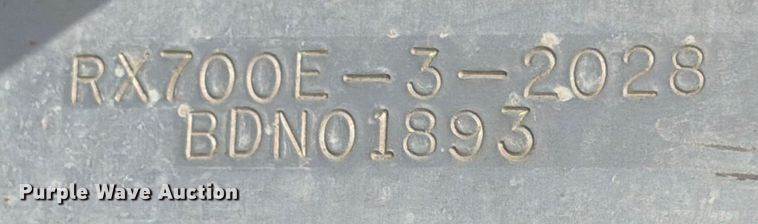 RX700E-3-2028
BDN01893
Purple Wave Auction